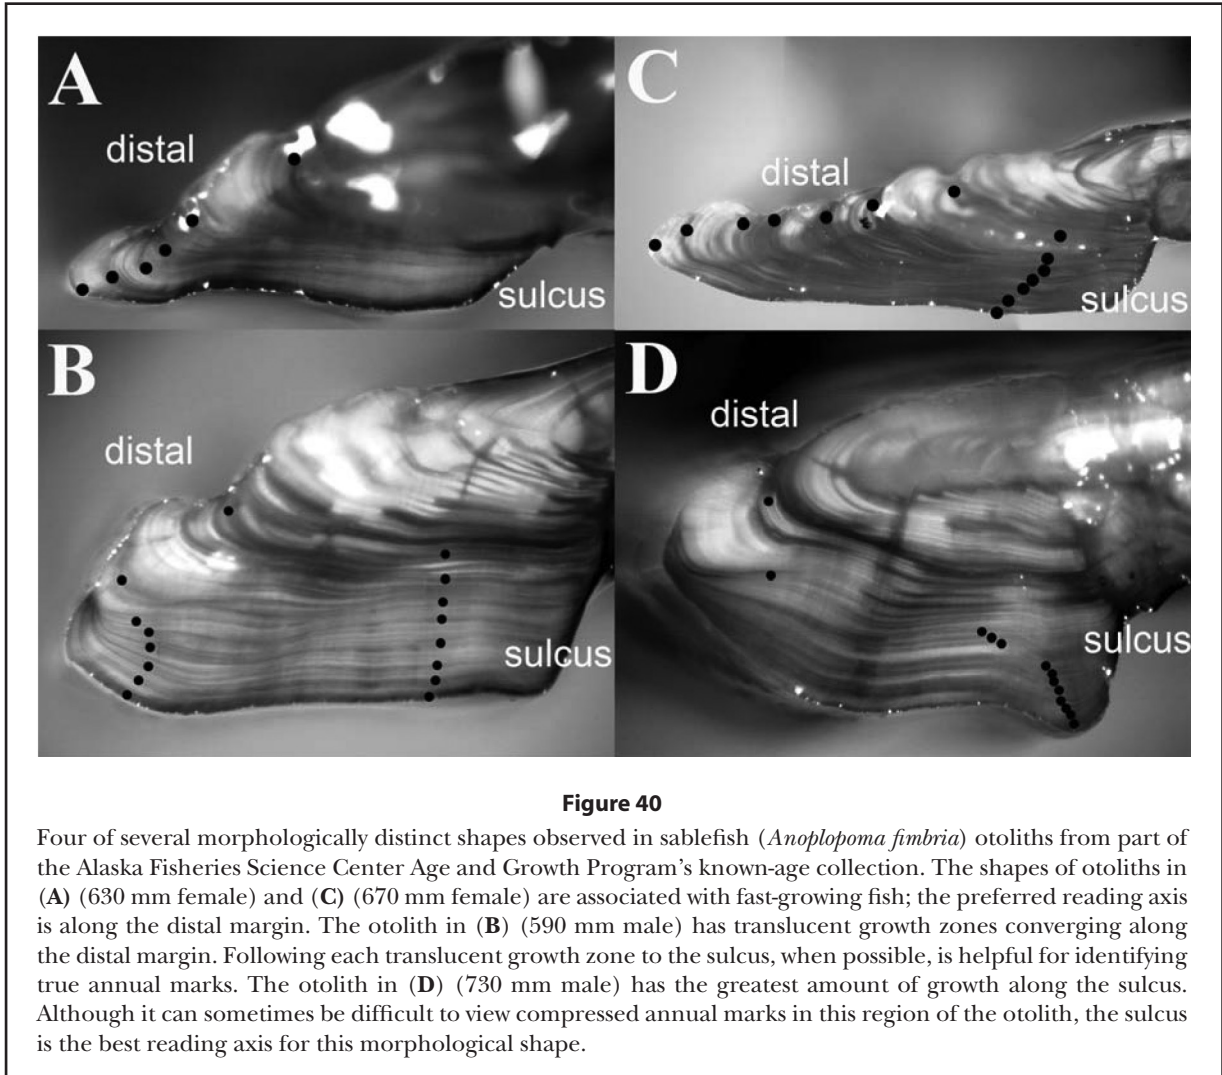 A
distal
sulcus
C
distal
sulcus
B
distal
sulcus
D
distal
sulcus
Figure 40
Four of several morphologically distinct shapes observed in sablefish (Anoplopoma fimbria) otoliths from part of
the Alaska Fisheries Science Center Age and Growth Program's known-age collection. The shapes of otoliths in
(A) (630 mm female) and (C) (670 mm female) are associated with fast-growing fish; the preferred reading axis
is along the distal margin. The otolith in (B) (590 mm male) has translucent growth zones converging along
the distal margin. Following each translucent growth zone to the sulcus, when possible, is helpful for identifying
true annual marks. The otolith in (D) (730 mm male) has the greatest amount of growth along the sulcus.
Although it can sometimes be difficult to view compressed annual marks in this region of the otolith, the sulcus
is the best reading axis for this morphological shape.